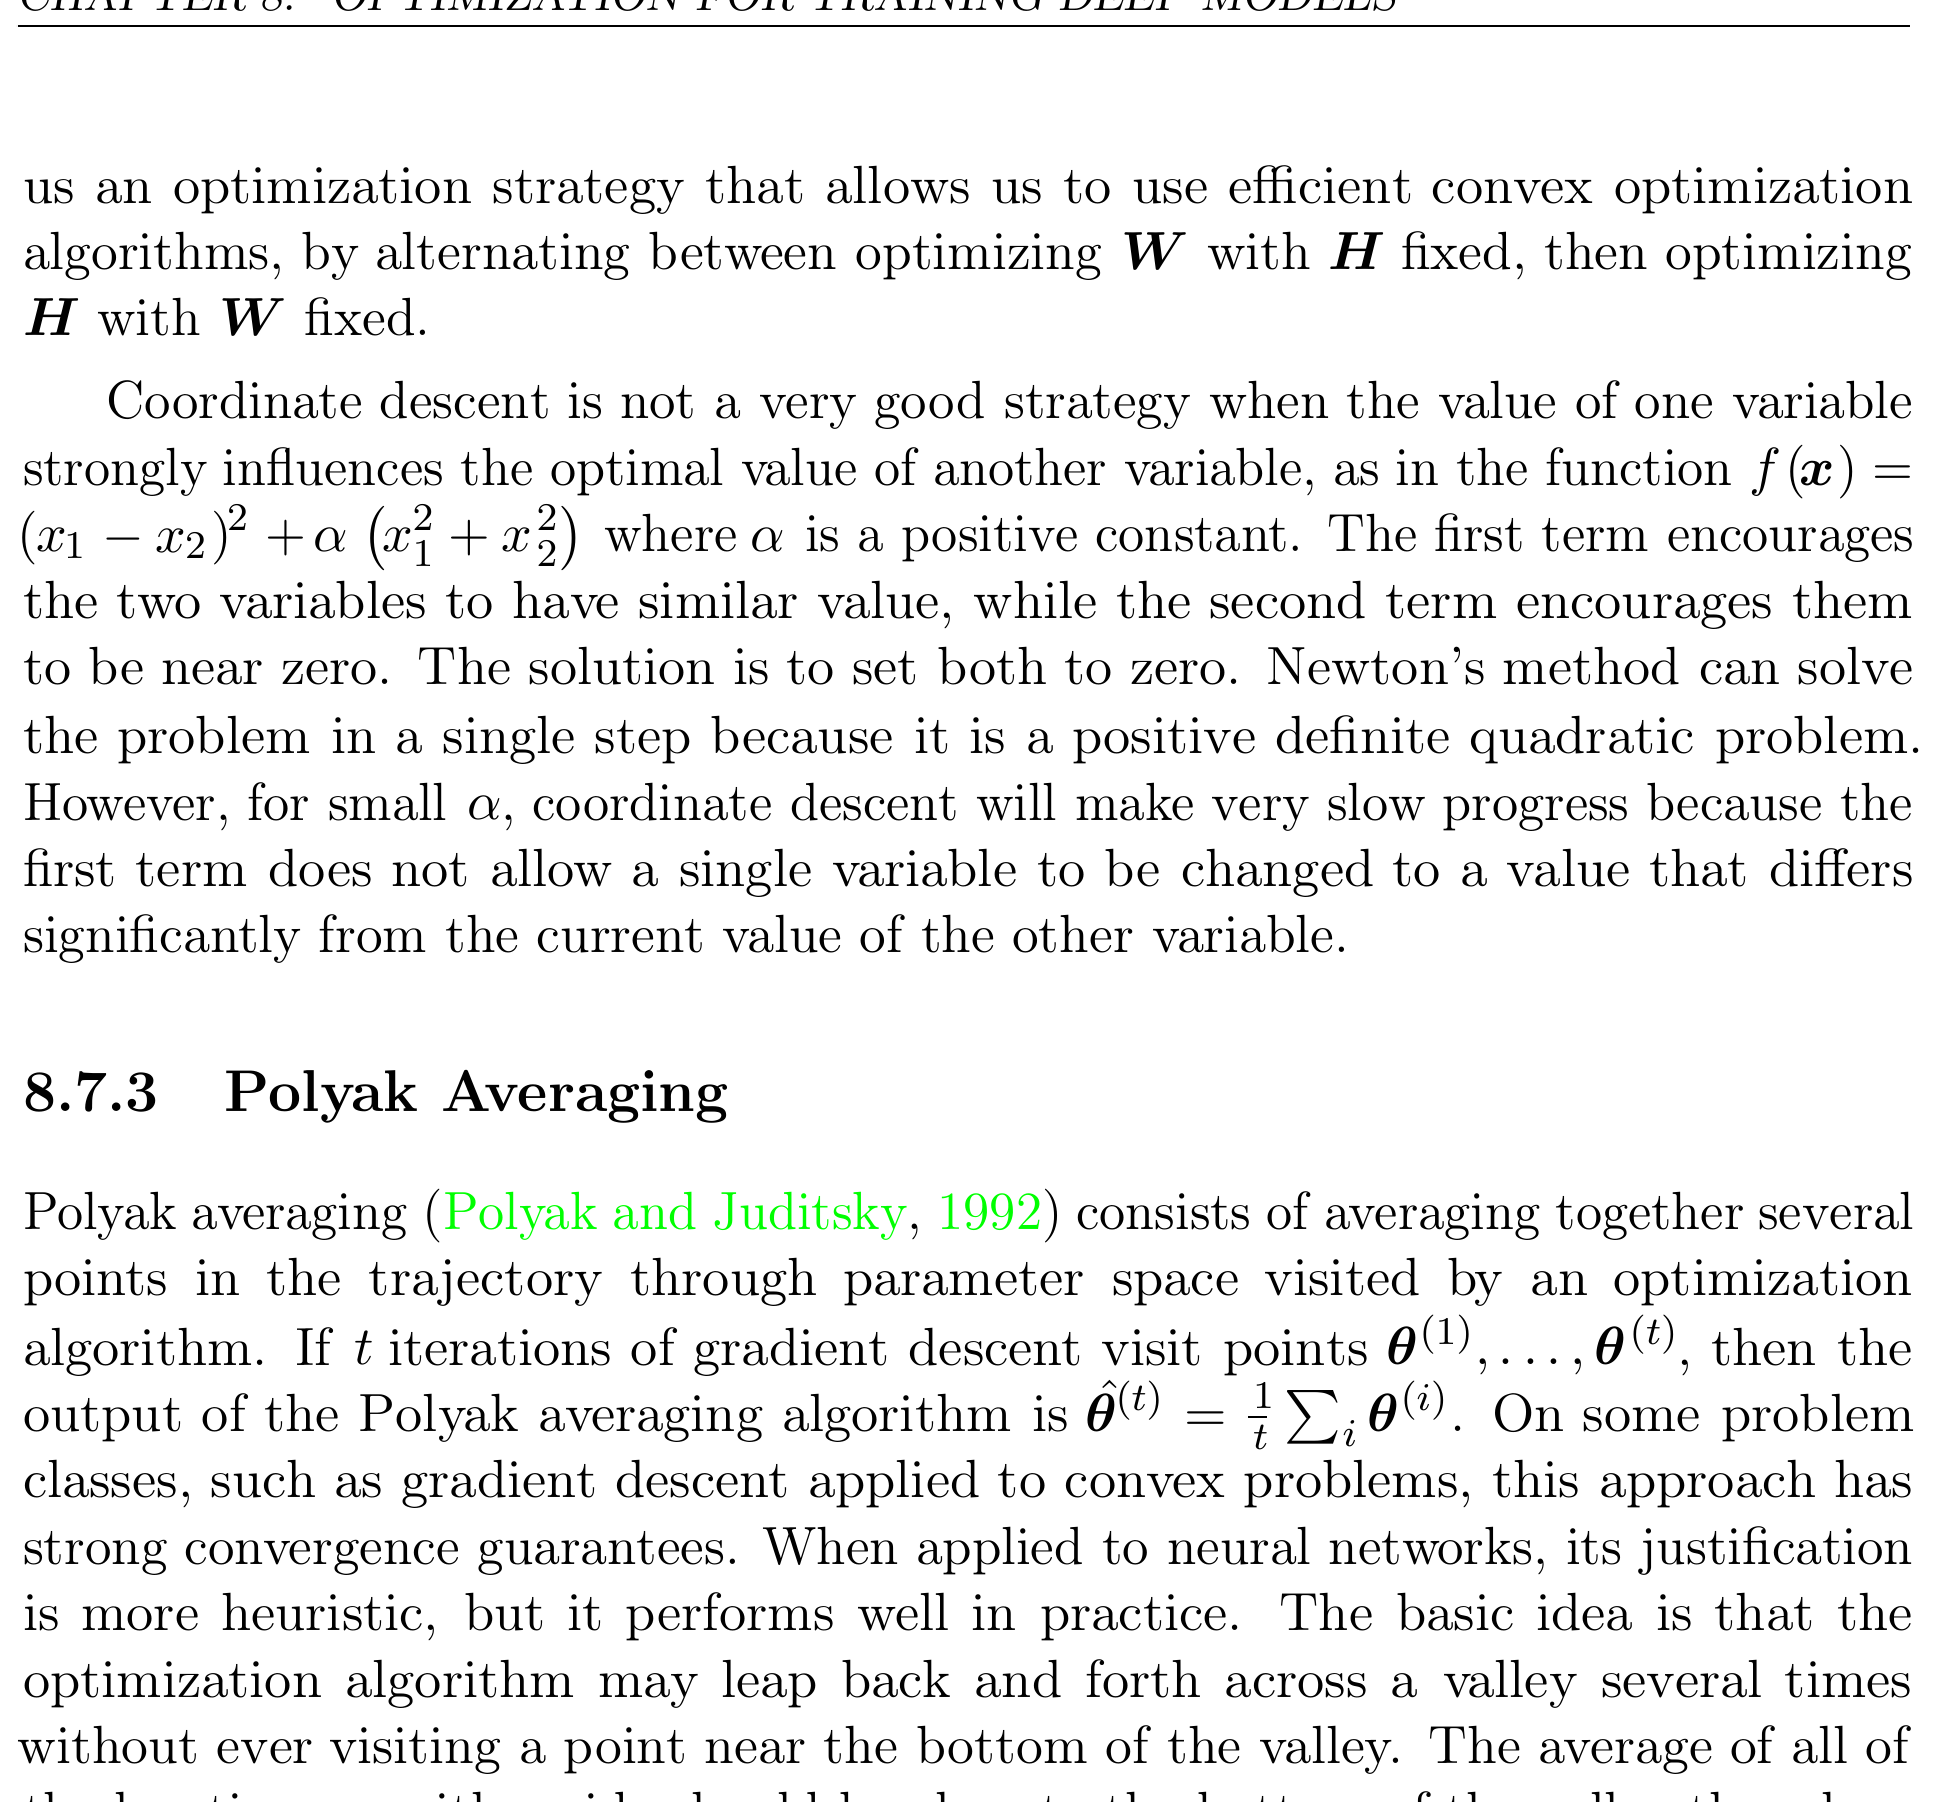 CHAPTER 8. OPTIMIZATION FOR TRAINING DEEP MODELS
us an optimization strategy that allows us to use efficient convex optimization
algorithms, by alternating between optimizing W with H fixed, then optimizing
H with W fixed.
Coordinate descent is not a very good strategy when the value of one variable
strongly influences the optimal value of another variable, as in the function f(x) =
(x₁ − x₂)² + α (x₁² + x₂²) where α is a positive constant. The first term encourages
the two variables to have similar value, while the second term encourages them
to be near zero. The solution is to set both to zero. Newton's method can solve
the problem in a single step because it is a positive definite quadratic problem.
However, for small α, coordinate descent will make very slow progress because the
first term does not allow a single variable to be changed to a value that differs
significantly from the current value of the other variable.
8.7.3 Polyak Averaging
Polyak averaging (Polyak and Juditsky, 1992) consists of averaging together several
points in the trajectory through parameter space visited by an optimization
algorithm. If t iterations of gradient descent visit points θ⁽¹⁾, . . . , θ⁽ᵗ⁾, then the
output of the Polyak averaging algorithm is θ̂⁽ᵗ⁾ = 1/t ∑ᵢ θ⁽ⁱ⁾. On some problem
classes, such as gradient descent applied to convex problems, this approach has
strong convergence guarantees. When applied to neural networks, its justification
is more heuristic, but it performs well in practice. The basic idea is that the
optimization algorithm may leap back and forth across a valley several times
without ever visiting a point near the bottom of the valley. The average of all of